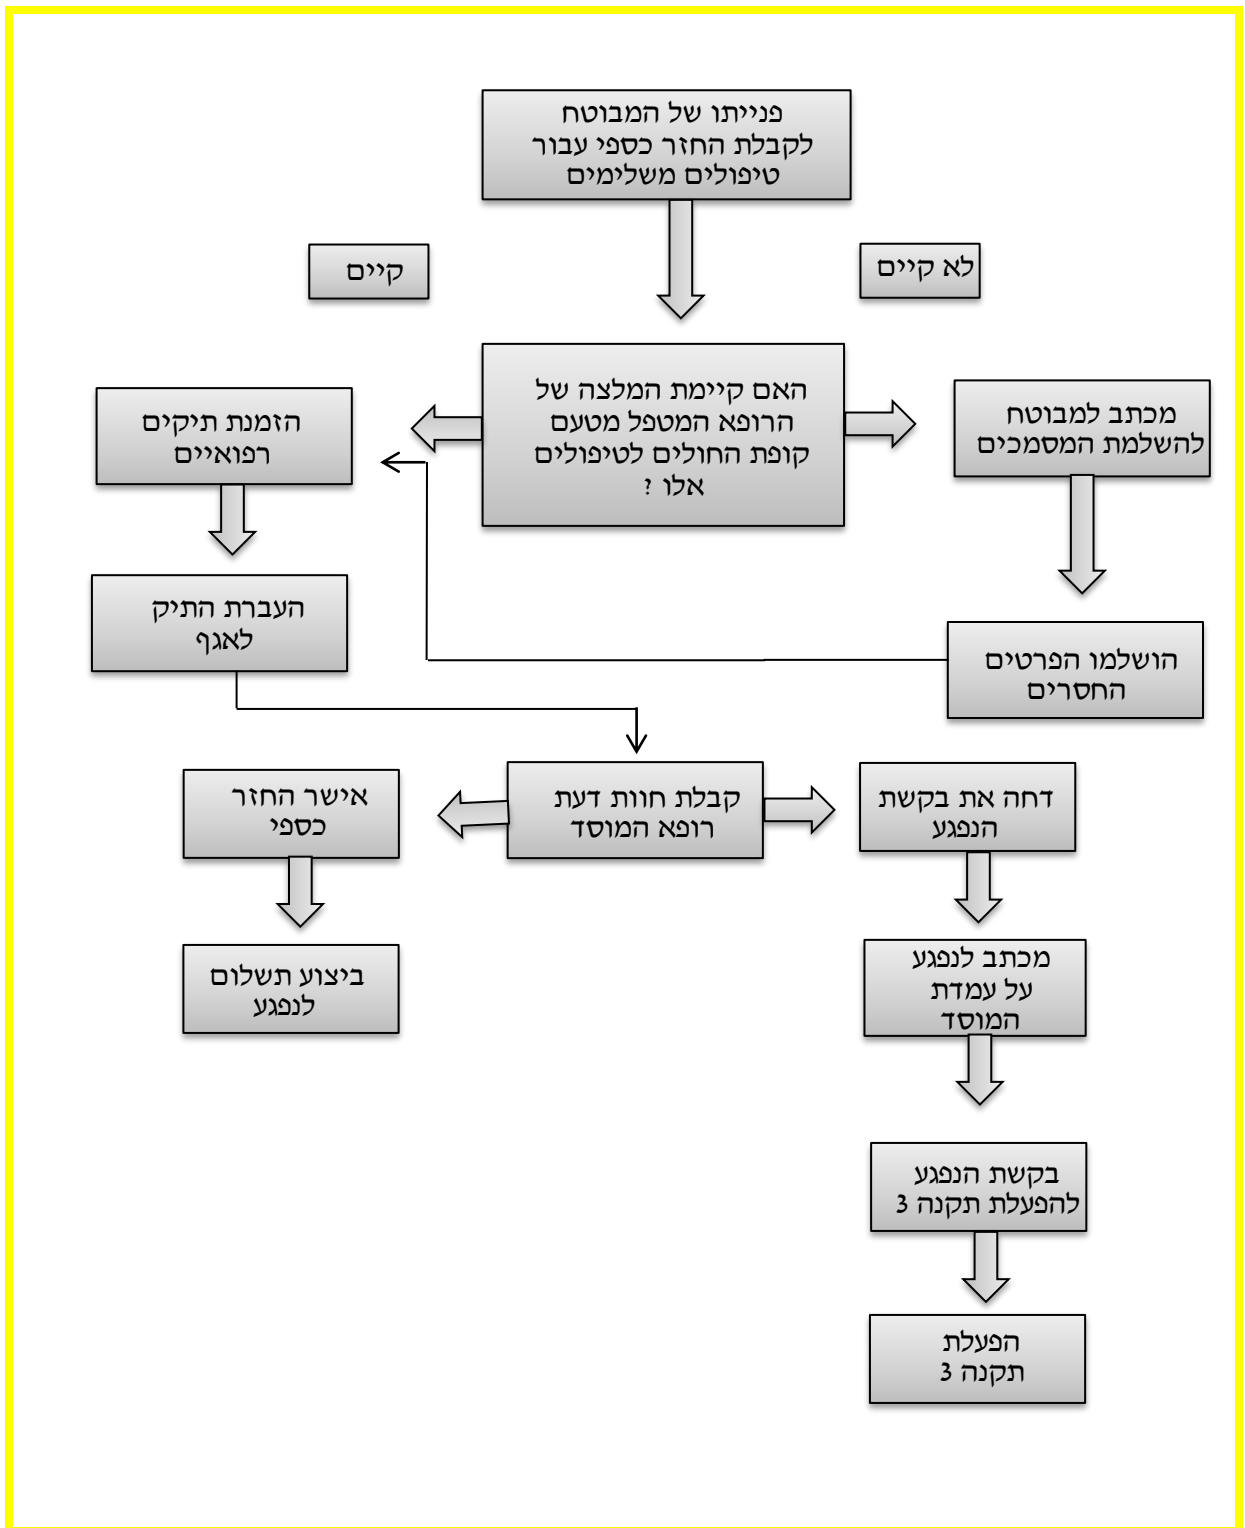 פנייתו של המבוטח
לקבלת החזר כספי עבור
טיפולים משלימים
לא קיים
קיים
האם קיימת המלצה של
הרופא המטפל מטעם
קופת החולים לטיפולים
אלו ?
מכתב למבוטח
להשלמת המסמכים
הזמנת תיקים
רפואיים
הושלמו הפרטים
החסרים
העברת התיק
לאגף
קבלת חוות דעת
רופא המוסד
דחה את בקשת
הנפגע
אישר החזר
כספי
מכתב לנפגע
על עמדת
המוסד
ביצוע תשלום
לנפגע
בקשת הנפגע
להפעלת תקנה 3
הפעלת
תקנה 3